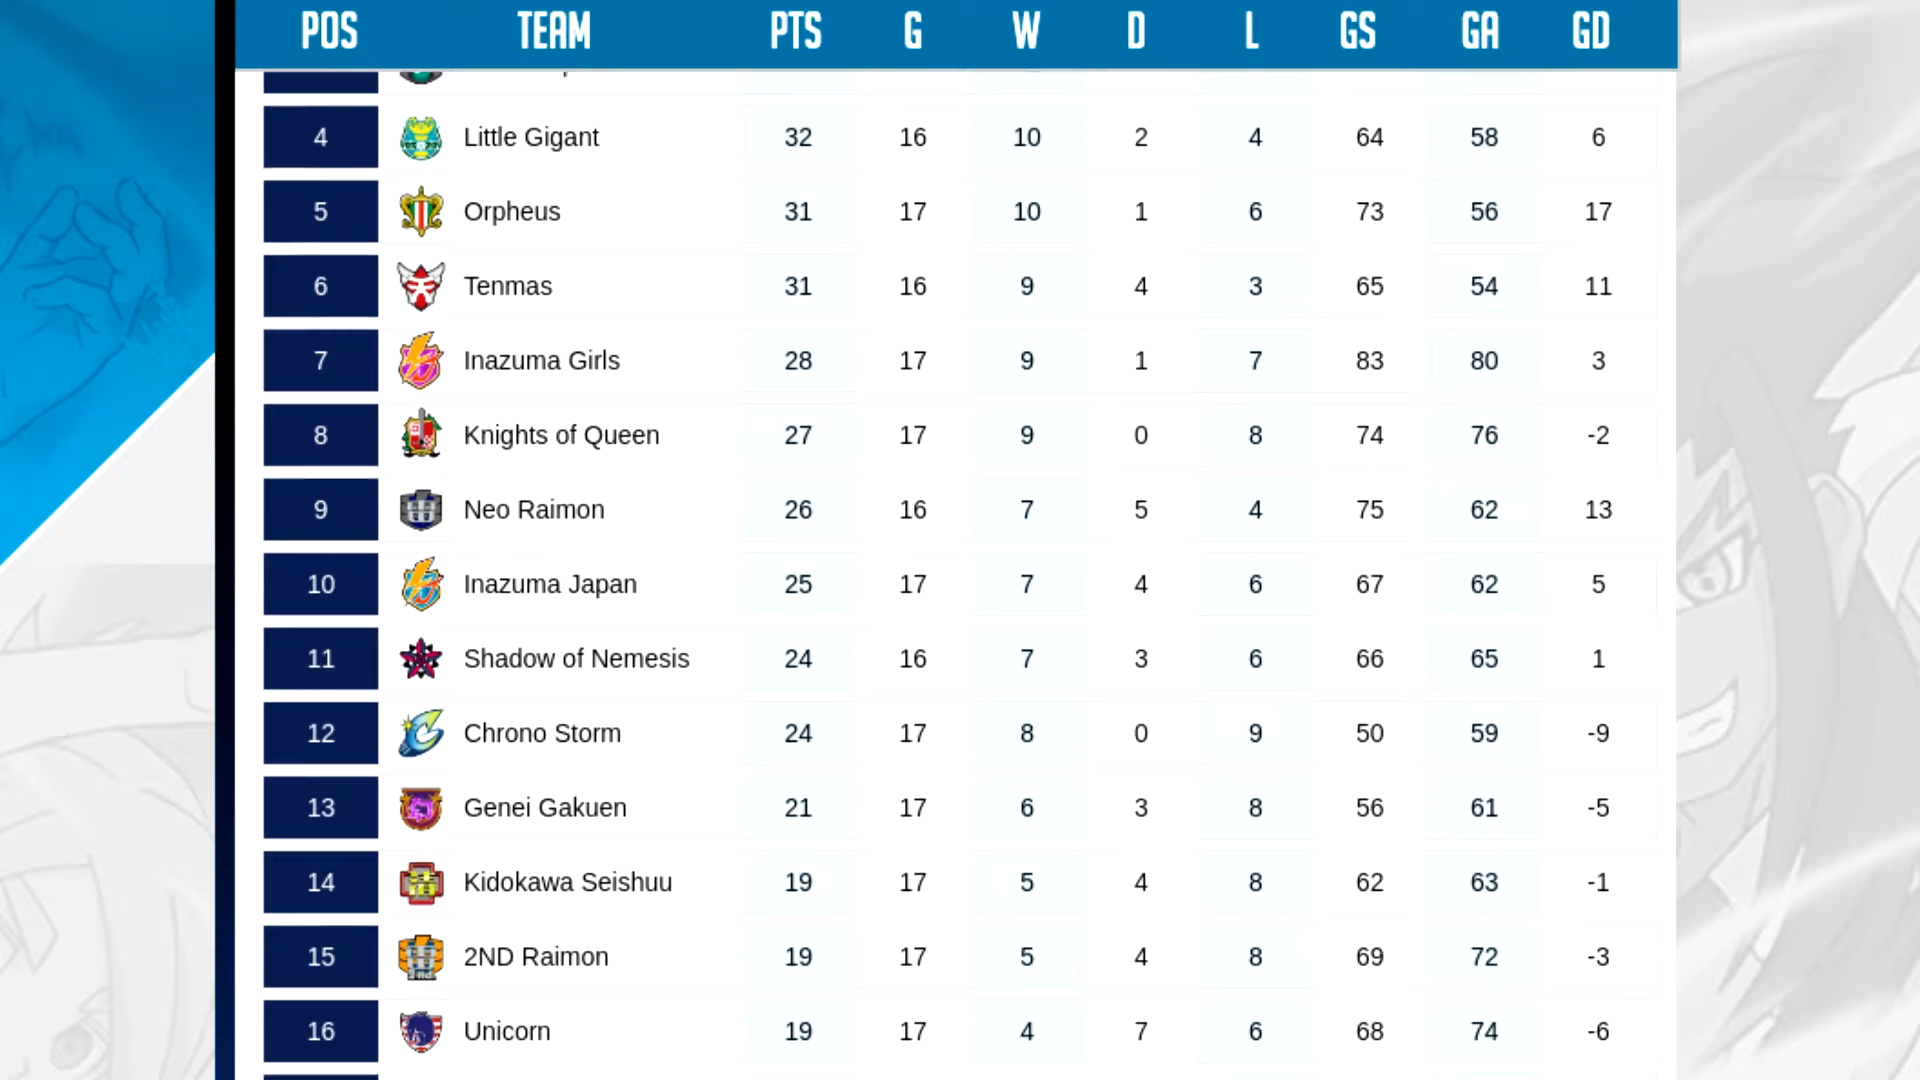 POS TEAM PTS G W D L GS GA GD
4 Little Gigant 32 16 10 2 4 64 58 6
5 Orpheus 31 17 10 1 6 73 56 17
6 Tenmas 31 16 9 4 3 65 54 11
7 Inazuma Girls 28 17 9 1 7 83 80 3
8 Knights of Queen 27 17 9 0 8 74 76 -2
9 Neo Raimon 26 16 7 5 4 75 62 13
10 Inazuma Japan 25 17 7 4 6 67 62 5
11 Shadow of Nemesis 24 16 7 3 6 66 65 1
12 Chrono Storm 24 17 8 0 9 50 59 -9
13 Genei Gakuen 21 17 6 3 8 56 61 -5
14 Kidokawa Seishuu 19 17 5 4 8 62 63 -1
15 2ND Raimon 19 17 5 4 8 69 72 -3
16 Unicorn 19 17 4 7 6 68 74 -6